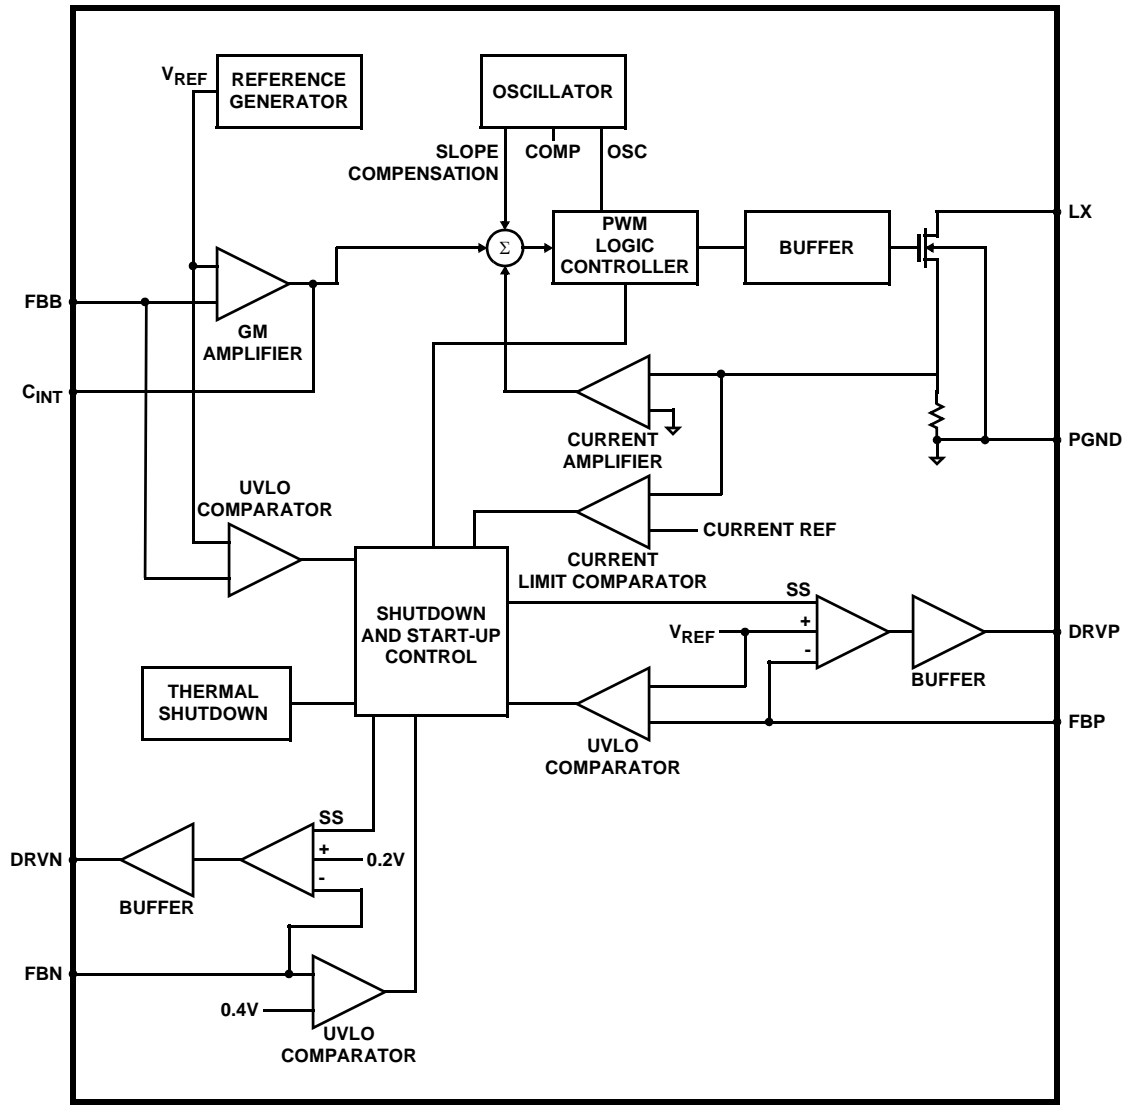 VREF
REFERENCE
GENERATOR
OSCILLATOR
SLOPE
COMPENSATION
COMP
OSC
LX
PWM
LOGIC
CONTROLLER
BUFFER
Σ
FBB
GM
AMPLIFIER
CINT
CURRENT
AMPLIFIER
PGND
UVLO
COMPARATOR
CURRENT REF
CURRENT
LIMIT COMPARATOR
SHUTDOWN
AND START-UP
CONTROL
SS
VREF
+
-
DRVP
BUFFER
THERMAL
SHUTDOWN
FBP
UVLO
COMPARATOR
SS
DRVN
+
0.2V
-
BUFFER
FBN
0.4V
UVLO
COMPARATOR